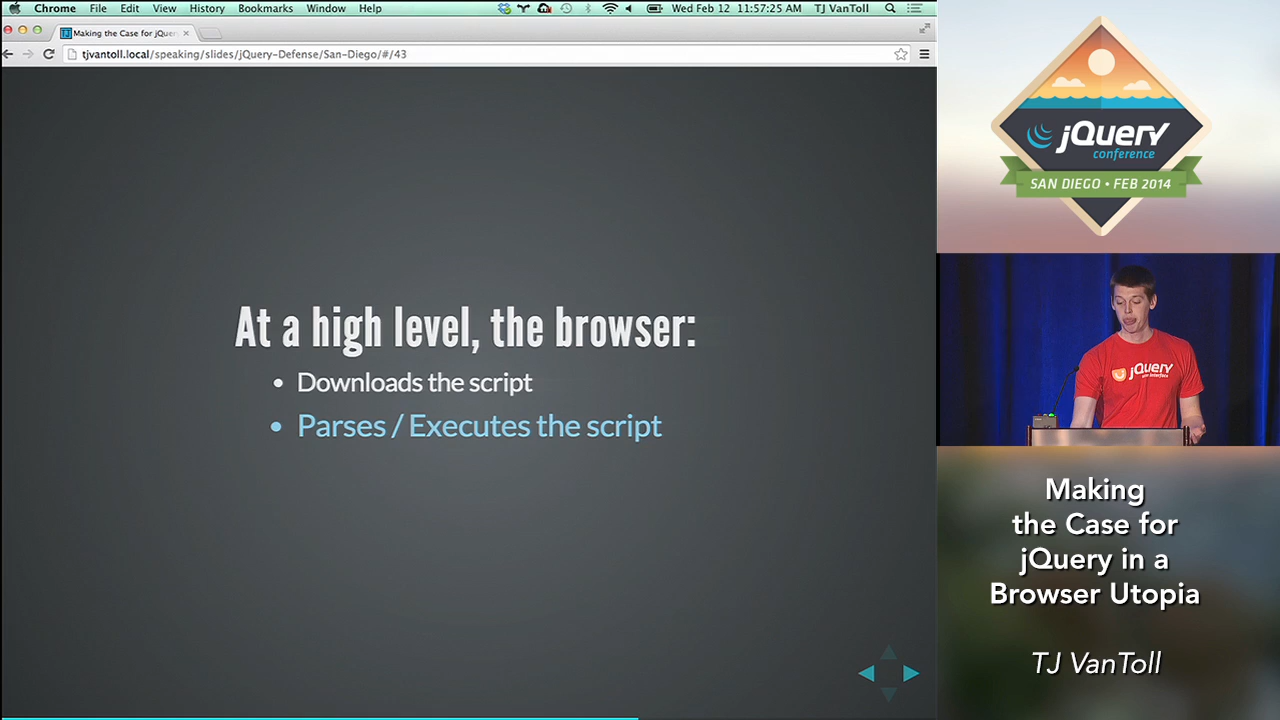 Chrome File Edit View History Bookmarks Window Help
Wed Feb 12 11:57:25 AM TJ VanToll
Making the Case for jQuery
tjvantoll.local/speaking/slides/jQuery-Defense/San-Diego/#/43
At a high level, the browser:
• Downloads the script
• Parses / Executes the script
jQuery
conference
SAN DIEGO • FEB 2014
jQuery
user interface
Making
the Case for
jQuery in a
Browser Utopia
TJ VanToll